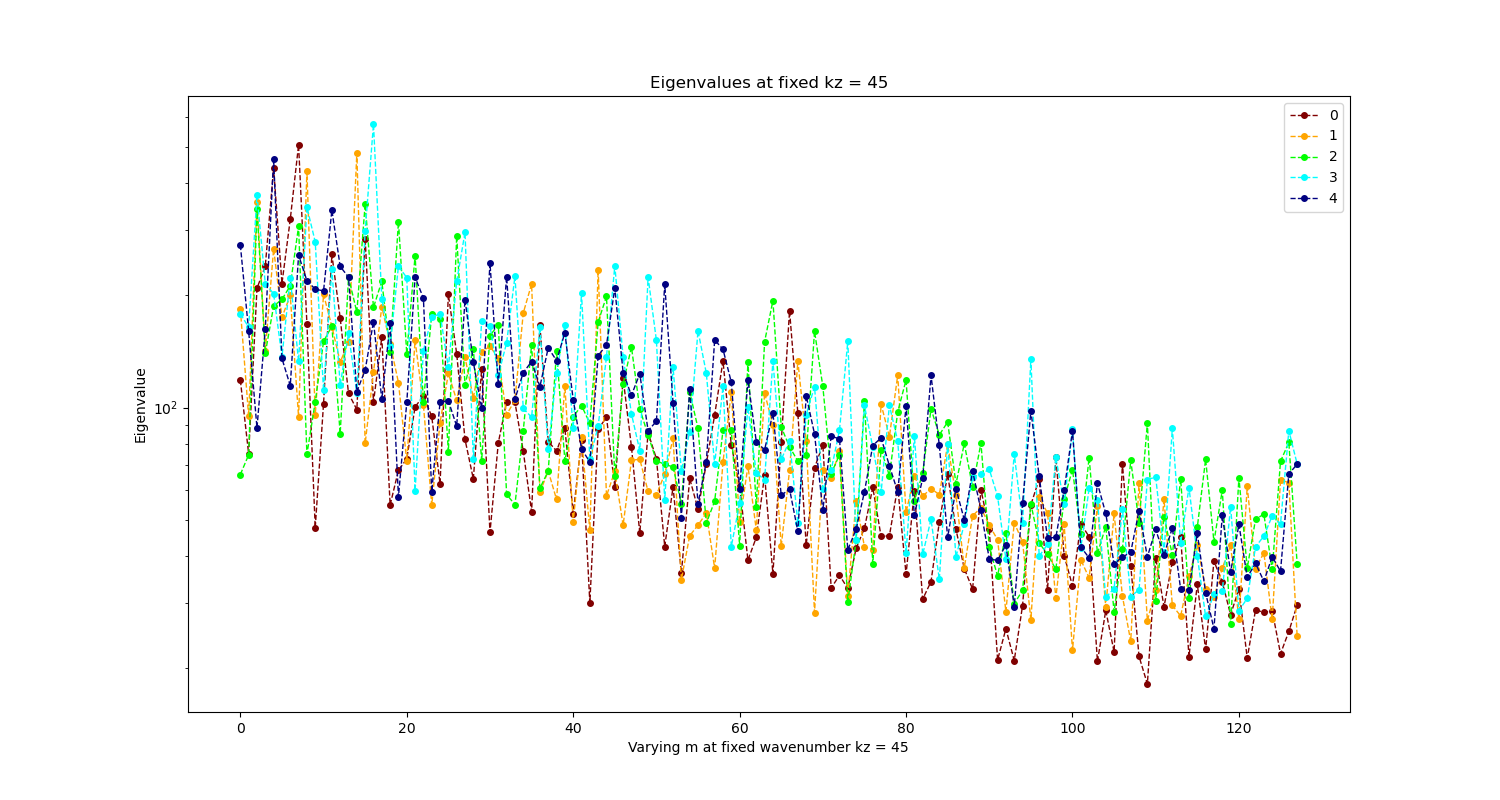 Eigenvalues at fixed kz = 45
0
1
2
3
4
Eigenvalue
10²
0 20 40 60 80 100 120
Varying m at fixed wavenumber kz = 45